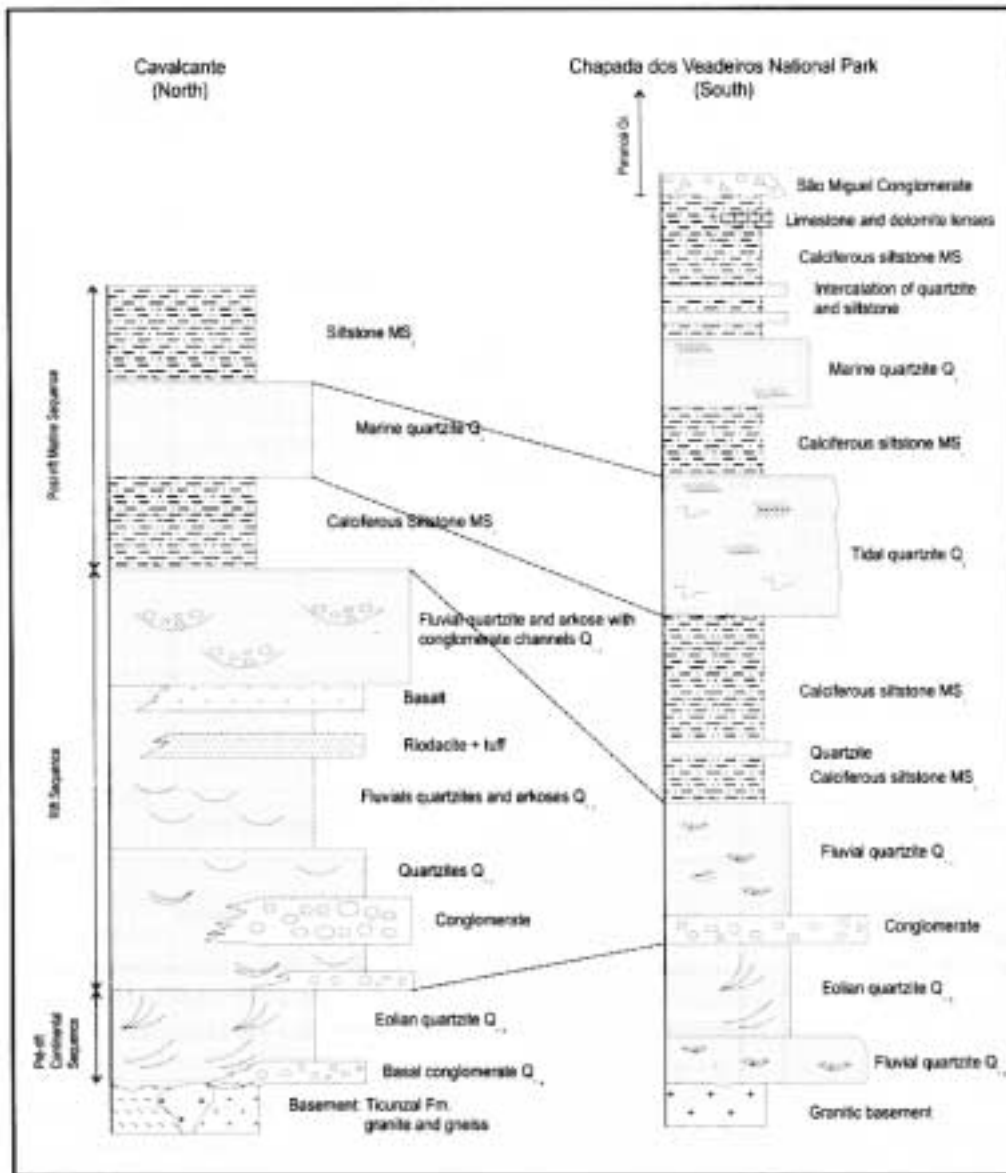 Cavalcante
(North)
Chapada dos Veadeiros National Park
(South)
Paranoá Gr.
São Miguel Conglomerate
Limestone and dolomite lenses
Calciferous siltstone MS
Intercalation of quartzite
and siltstone
Marine quartzite Q
Calciferous siltstone MS
Tidal quartzite Q
Calciferous siltstone MS
Quartzite
Calciferous siltstone MS
Fluvial quartzite Q
Conglomerate
Eolian quartzite Q
Fluvial quartzite Q
Granitic basement
Post-rift Marine Sequence
Siltstone MS
Marine quartzite Q
Calciferous Siltstone MS
Rift Sequence
Fluvial quartzite and arkose with
conglomerate channels Q
Basalt
Riodacite + tuff
Fluvials quartzites and arkoses Q
Quartzites Q
Conglomerate
Continental
Sequence
Eolian quartzite Q
Basal conglomerate Q
Basement: Ticunzal Fm.
granite and gneiss